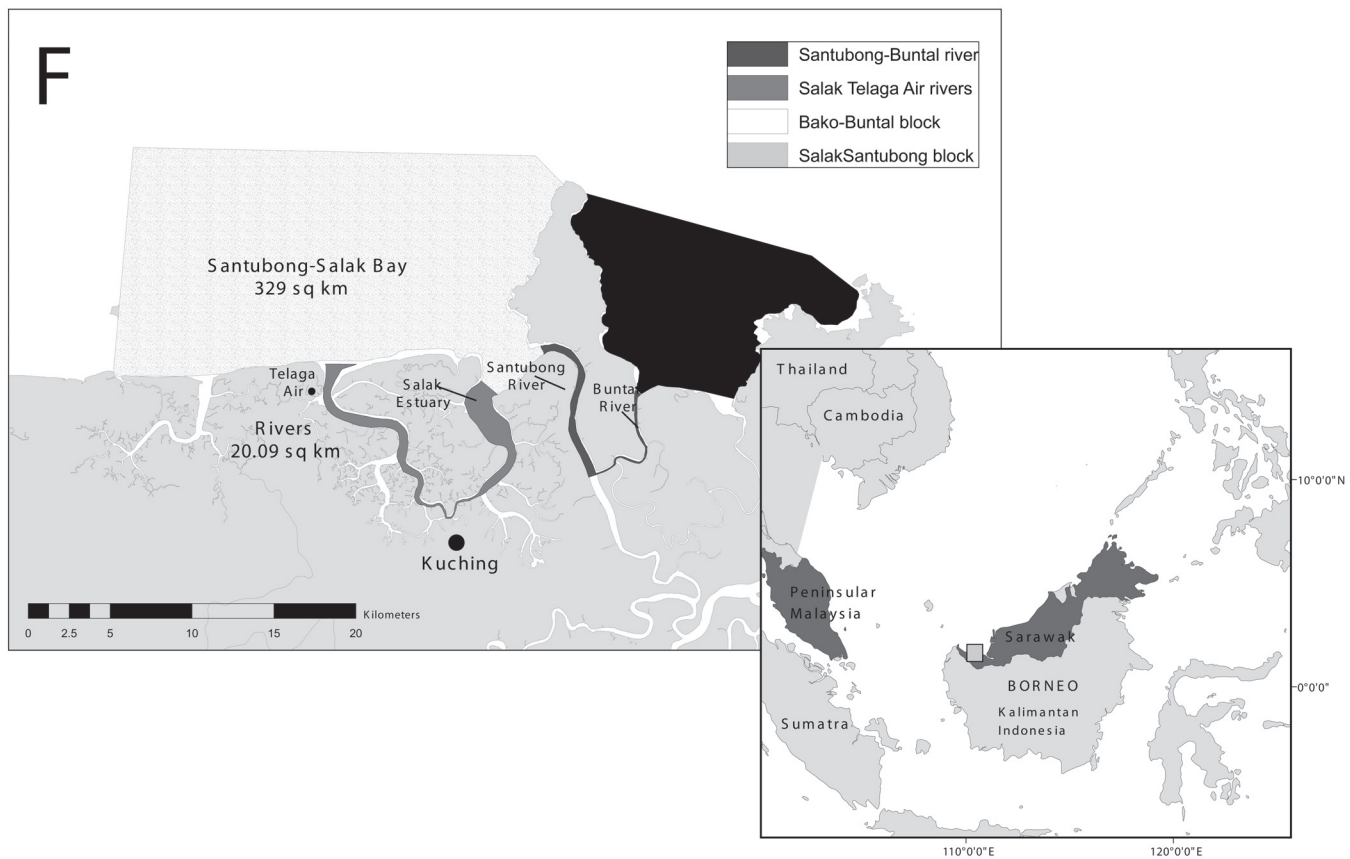 F
Santubong-Buntal river
Salak Telaga Air rivers
Bako-Buntal block
SalakSantubong block
Santubong-Salak Bay
329 sq km
Telaga
Air
Salak
Estuary
Santubong
River
Bunta
River
Rivers
20.09 sq km
Kuching
Kilometers
0 2.5 5 10 15 20
Thailand
Cambodia
Peninsular
Malaysia
Sarawak
BORNEO
Kalimantan
Indonesia
Sumatra
10°0'0"N
0°0'0"
110°0'0"E 120°0'0"E